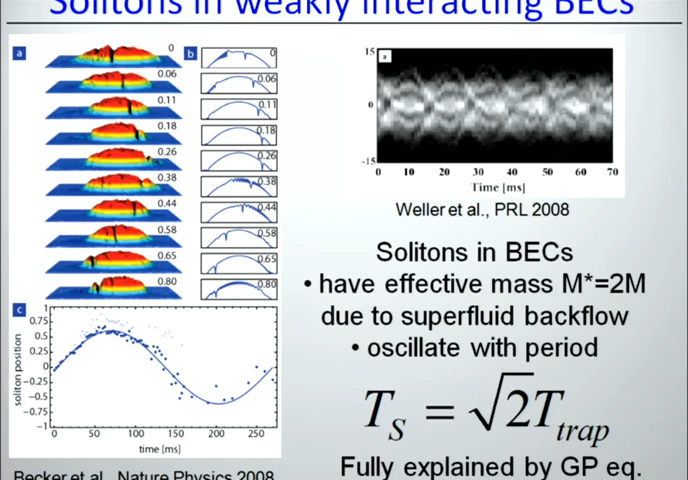 Solitons in weakly interacting BECs
a
0
0.06
0.11
0.18
0.26
0.38
0.44
0.58
0.65
0.80
b
0
0.06
0.11
0.18
0.26
0.38
0.44
0.58
0.65
0.80
c
soliton position
1
0.75
0.5
0.25
0
−0.25
−0.5
−0.75
−1
0 50 100 150 200 250
time [ms]
Becker et al., Nature Physics 2008
a
15
0
-15
0 10 20 30 40 50 60 70
Time [ms]
Weller et al., PRL 2008
Solitons in BECs
• have effective mass M*=2M
due to superfluid backflow
• oscillate with period
T_S = √2T_trap
Fully explained by GP eq.